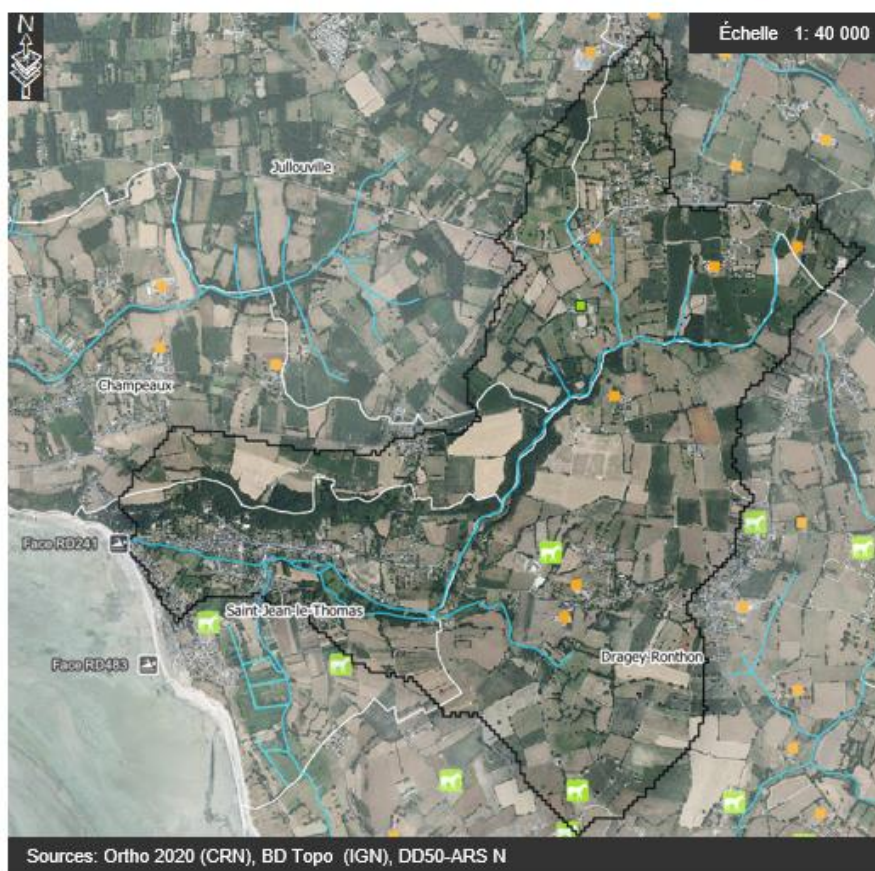 N
Échelle 1: 40 000
Jullouville
Champeaux
Face RD241
Saint-Jean-le-Thomas
Face RD483
Dragey-Ronthon
Sources: Ortho 2020 (CRN), BD Topo (IGN), DD50-ARS N